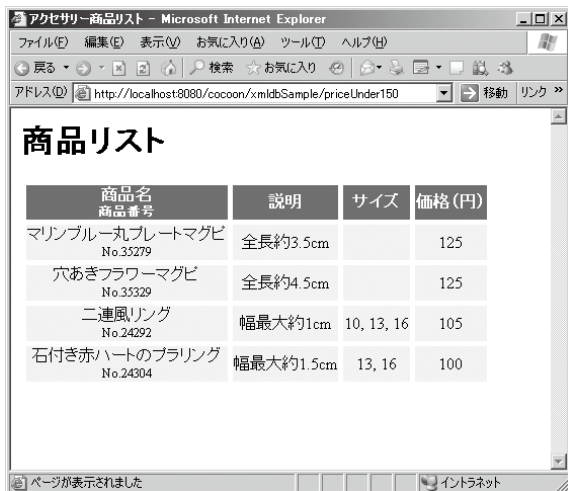 アクセサリー商品リスト - Microsoft Internet Explorer
ファイル(F) 編集(E) 表示(V) お気に入り(A) ツール(T) ヘルプ(H)
戻る 検索 お気に入り
アドレス(D) http://localhost:8080/cocoon/xmldbSample/priceUnder150 移動 リンク »
商品リスト
商品名 説明 サイズ 価格(円)
商品番号
マリンブルー丸プレートマグピ 全長約3.5cm 125
No.35279
穴あきフラワーマグピ 全長約4.5cm 125
No.35329
二連風リング 幅最大約1cm 10, 13, 16 105
No.24292
石付き赤ハートのプラリング 幅最大約1.5cm 13, 16 100
No.24304
ページが表示されました イントラネット